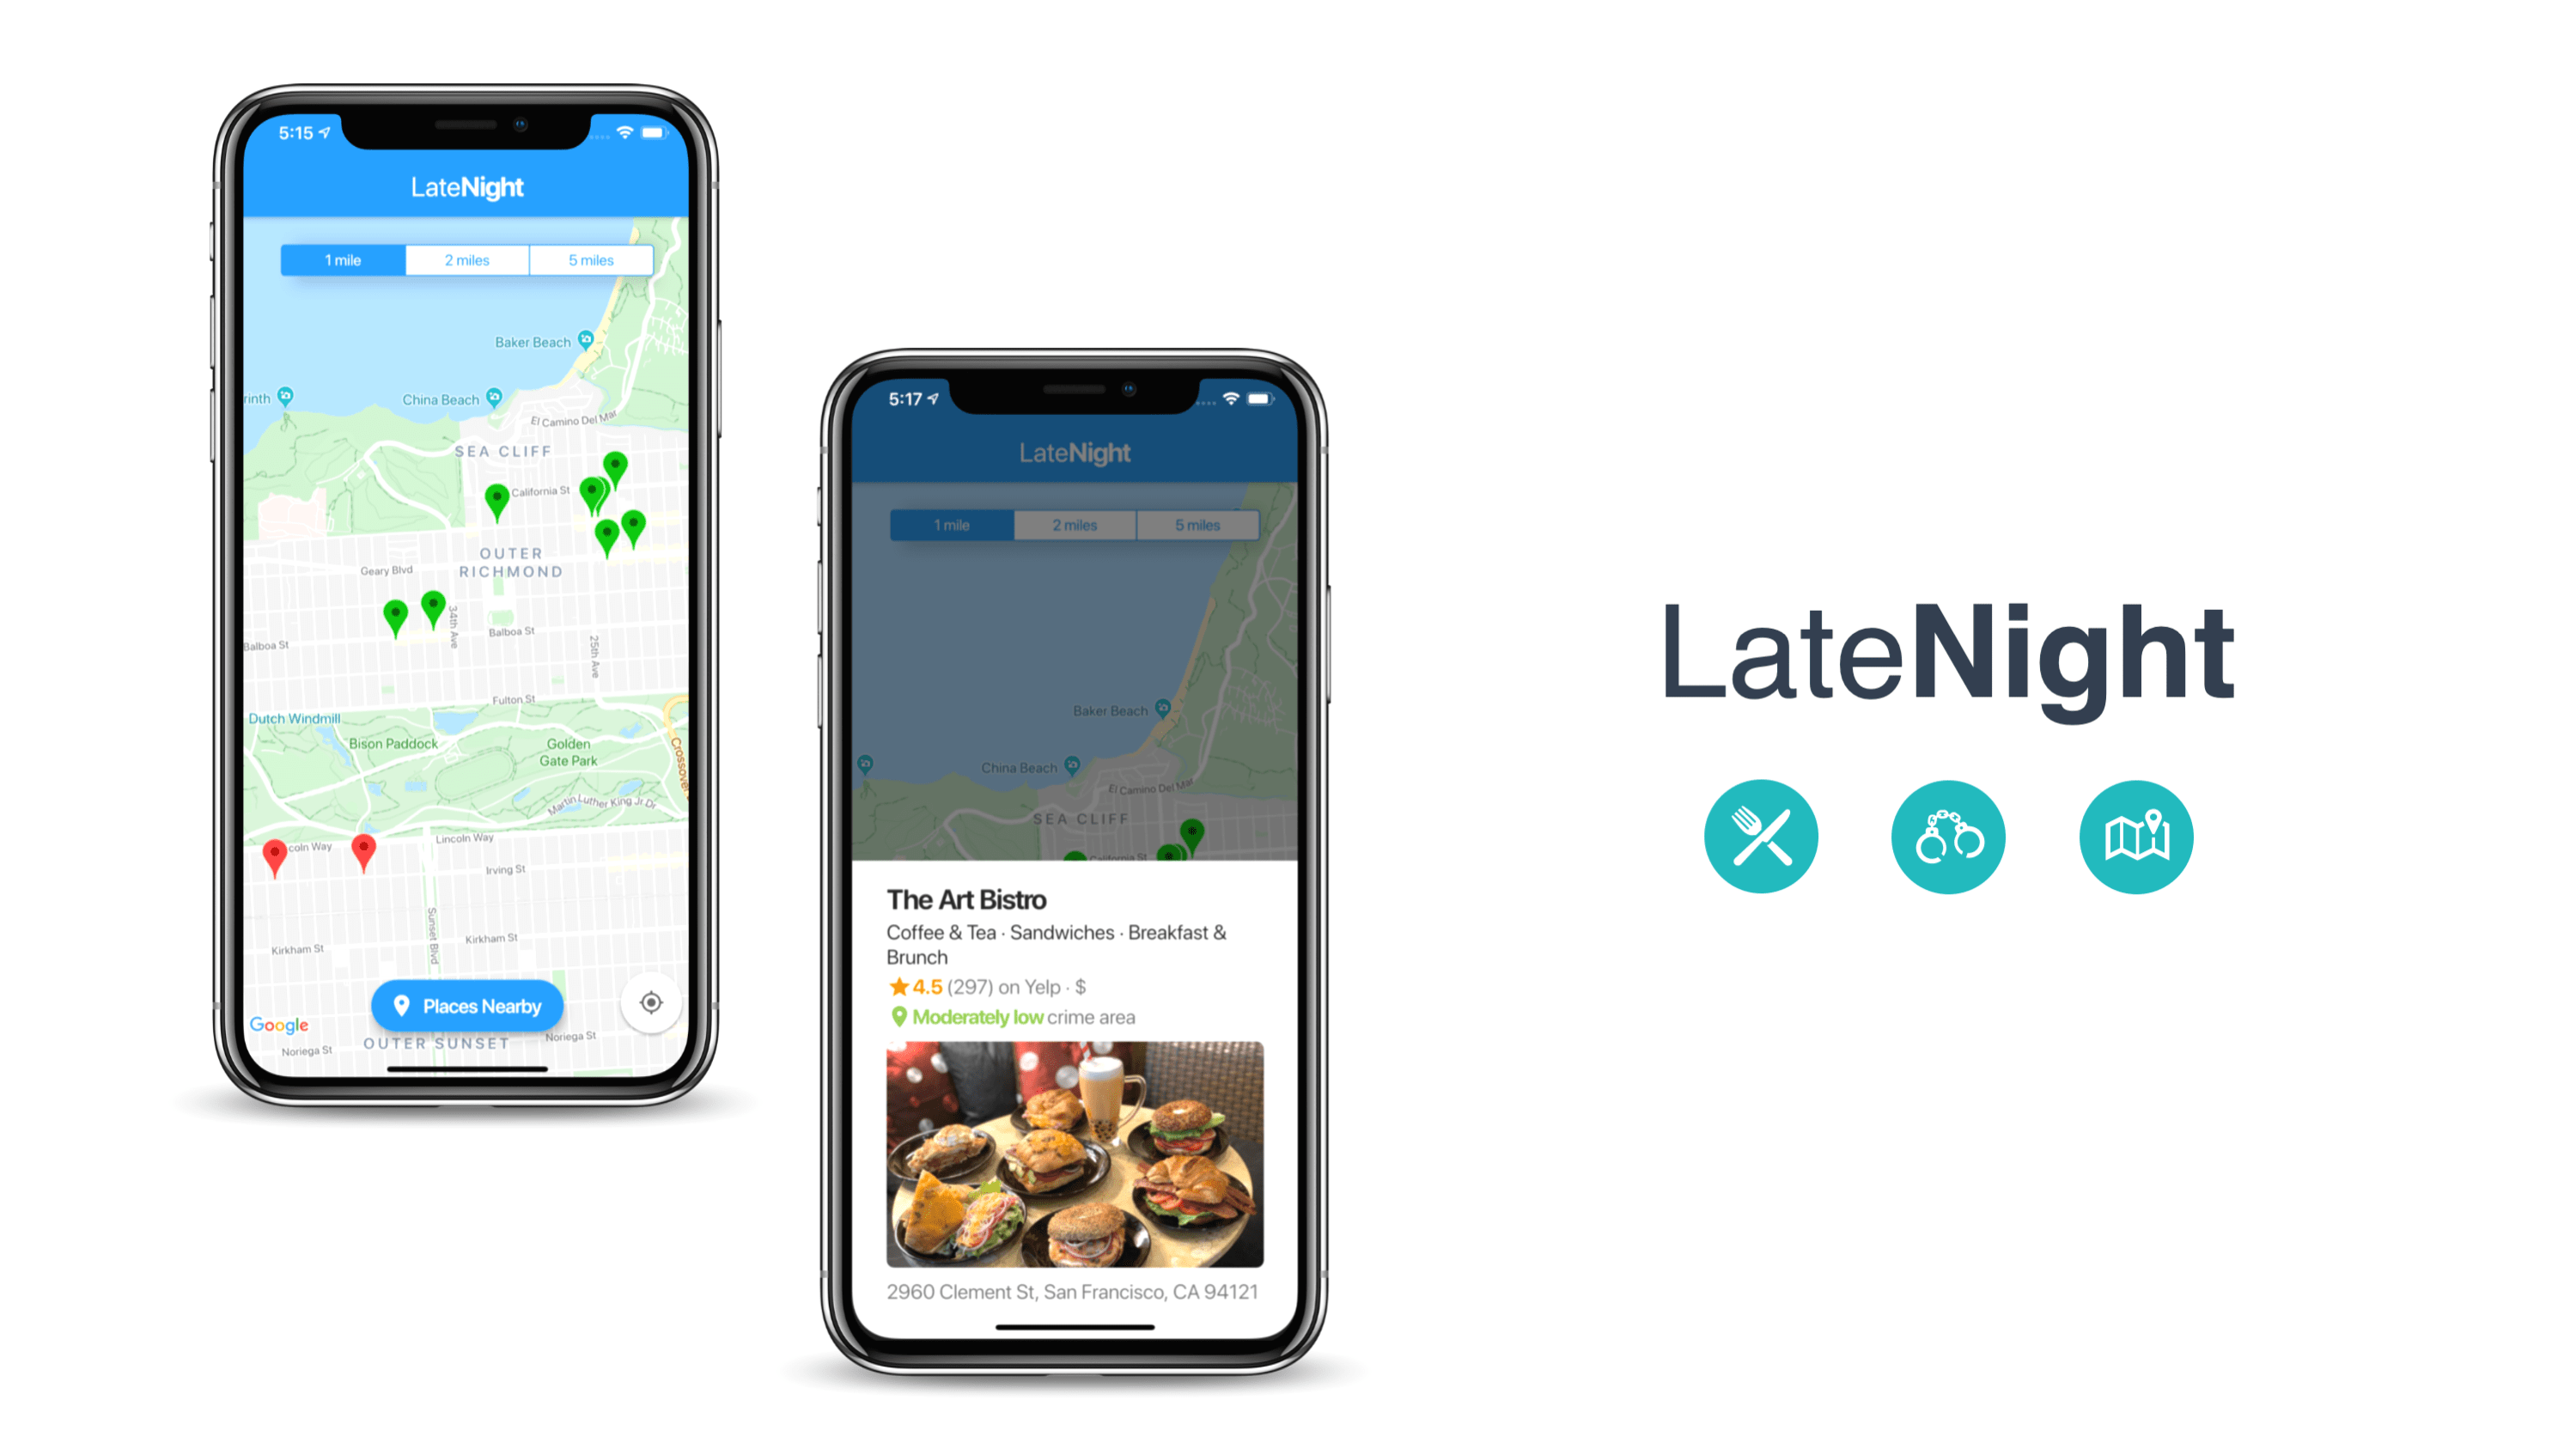 5:15
LateNight
1 mile
2 miles
5 miles
Baker Beach
rinth
China Beach
El Camino Del Mar
SEA CLIFF
California St
OUTER
RICHMOND
Geary Blvd
34th Ave
Balboa St
25th Ave
Balboa St
Fulton St
Dutch Windmill
Bison Paddock
Golden
Gate Park
Crossover
Martin Luther King Jr Dr
Lincoln Way
coln Way
Irving St
Sunset Blvd
Kirkham St
Kirkham St
Places Nearby
Google
Noriega St
OUTER SUNSET
Noriega St
5:17
LateNight
1 mile
2 miles
5 miles
Baker Beach
China Beach
El Camino Del Mar
SEA CLIFF
California St
The Art Bistro
Coffee & Tea · Sandwiches · Breakfast &
Brunch
4.5 (297) on Yelp · $
Moderately low crime area
2960 Clement St, San Francisco, CA 94121
LateNight